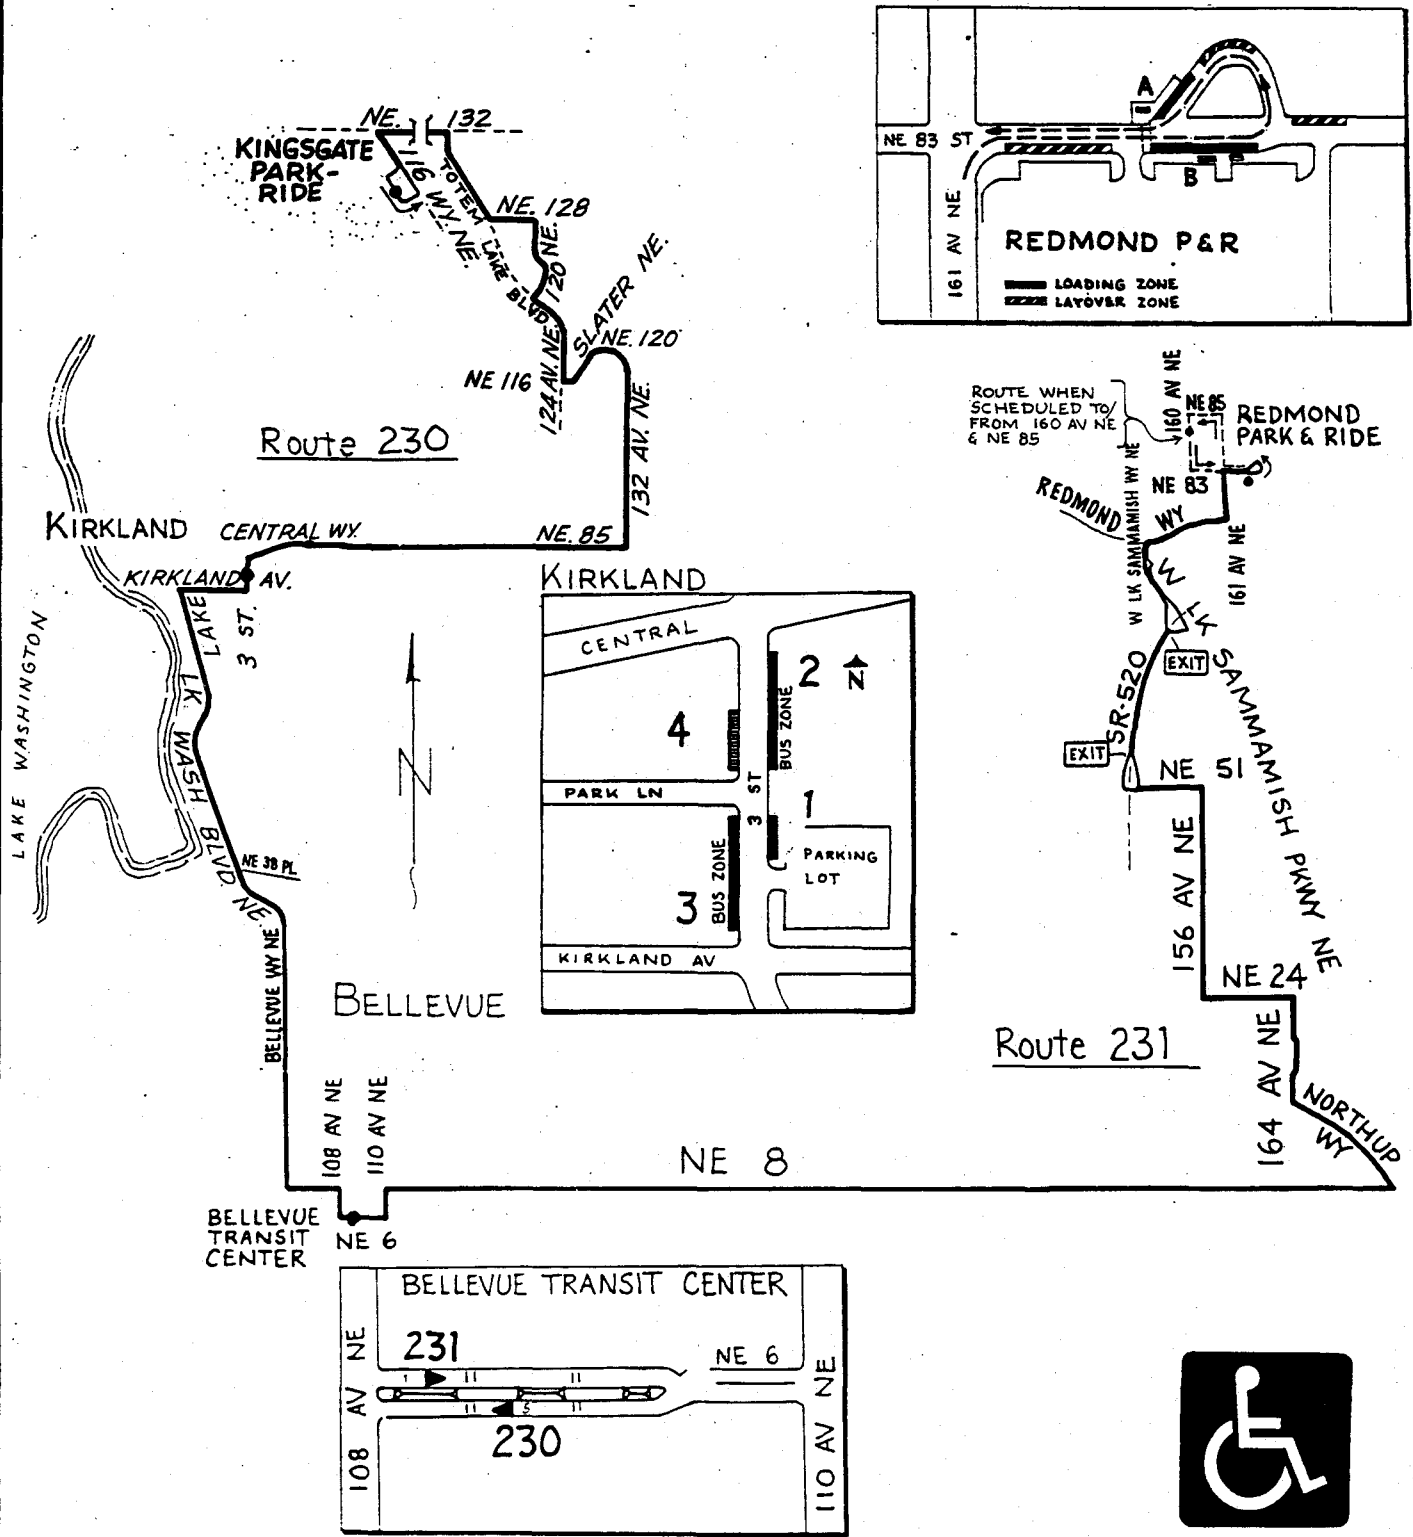 NE 83 ST
161 AV NE
A
B
REDMOND P&R
LOADING ZONE
LAYOVER ZONE
NE. 132
KINGSGATE
PARK-
RIDE
116 WY. NE.
TOTEM LAKE BLVD
NE. 128
120 NE.
SLATER NE.
NE. 120
NE 116
124 AV. NE.
132 AV. NE.
Route 230
KIRKLAND
CENTRAL WY.
NE. 85
KIRKLAND AV.
LAKE
3 ST.
LAKE WASHINGTON
LK WASH BLVD NE
NE 38 PL
BELLEVUE WY NE
N
BELLEVUE
KIRKLAND
CENTRAL
2
N
BUS ZONE
4
PARK LN
3 ST
1
PARKING
LOT
BUS ZONE
3
KIRKLAND AV
ROUTE WHEN
SCHEDULED TO/
FROM 160 AV NE
& NE 85
160 AV NE
NE 85
REDMOND
PARK & RIDE
NE 83
W LK SAMMAMISH WY NE
REDMOND WY
161 AV NE
W LK SAMMAMISH PKWY NE
EXIT
SR-520
EXIT
NE 51
156 AV NE
NE 24
Route 231
164 AV NE
NORTHUP
WY
108 AV NE
110 AV NE
NE 8
BELLEVUE
TRANSIT
CENTER
NE 6
BELLEVUE TRANSIT CENTER
108 AV NE
231
1
NE 6
5
230
110 AV NE